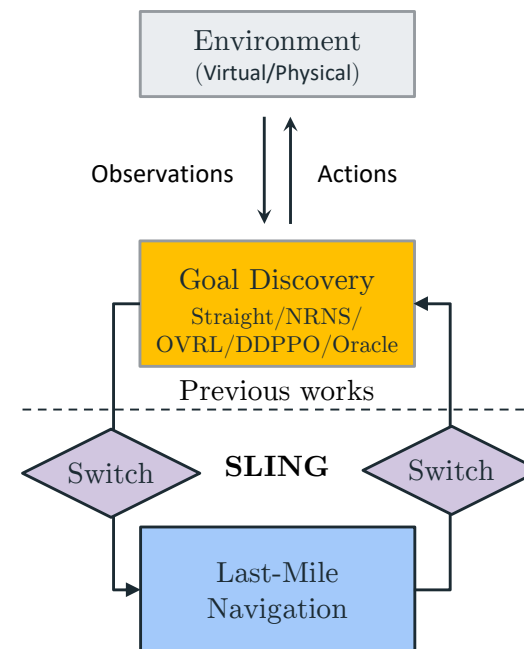 Environment
(Virtual/Physical)
Observations
Actions
Goal Discovery
Straight/NRNS/
OVRL/DDPPO/Oracle
Previous works
Switch
SLING
Switch
Last-Mile
Navigation